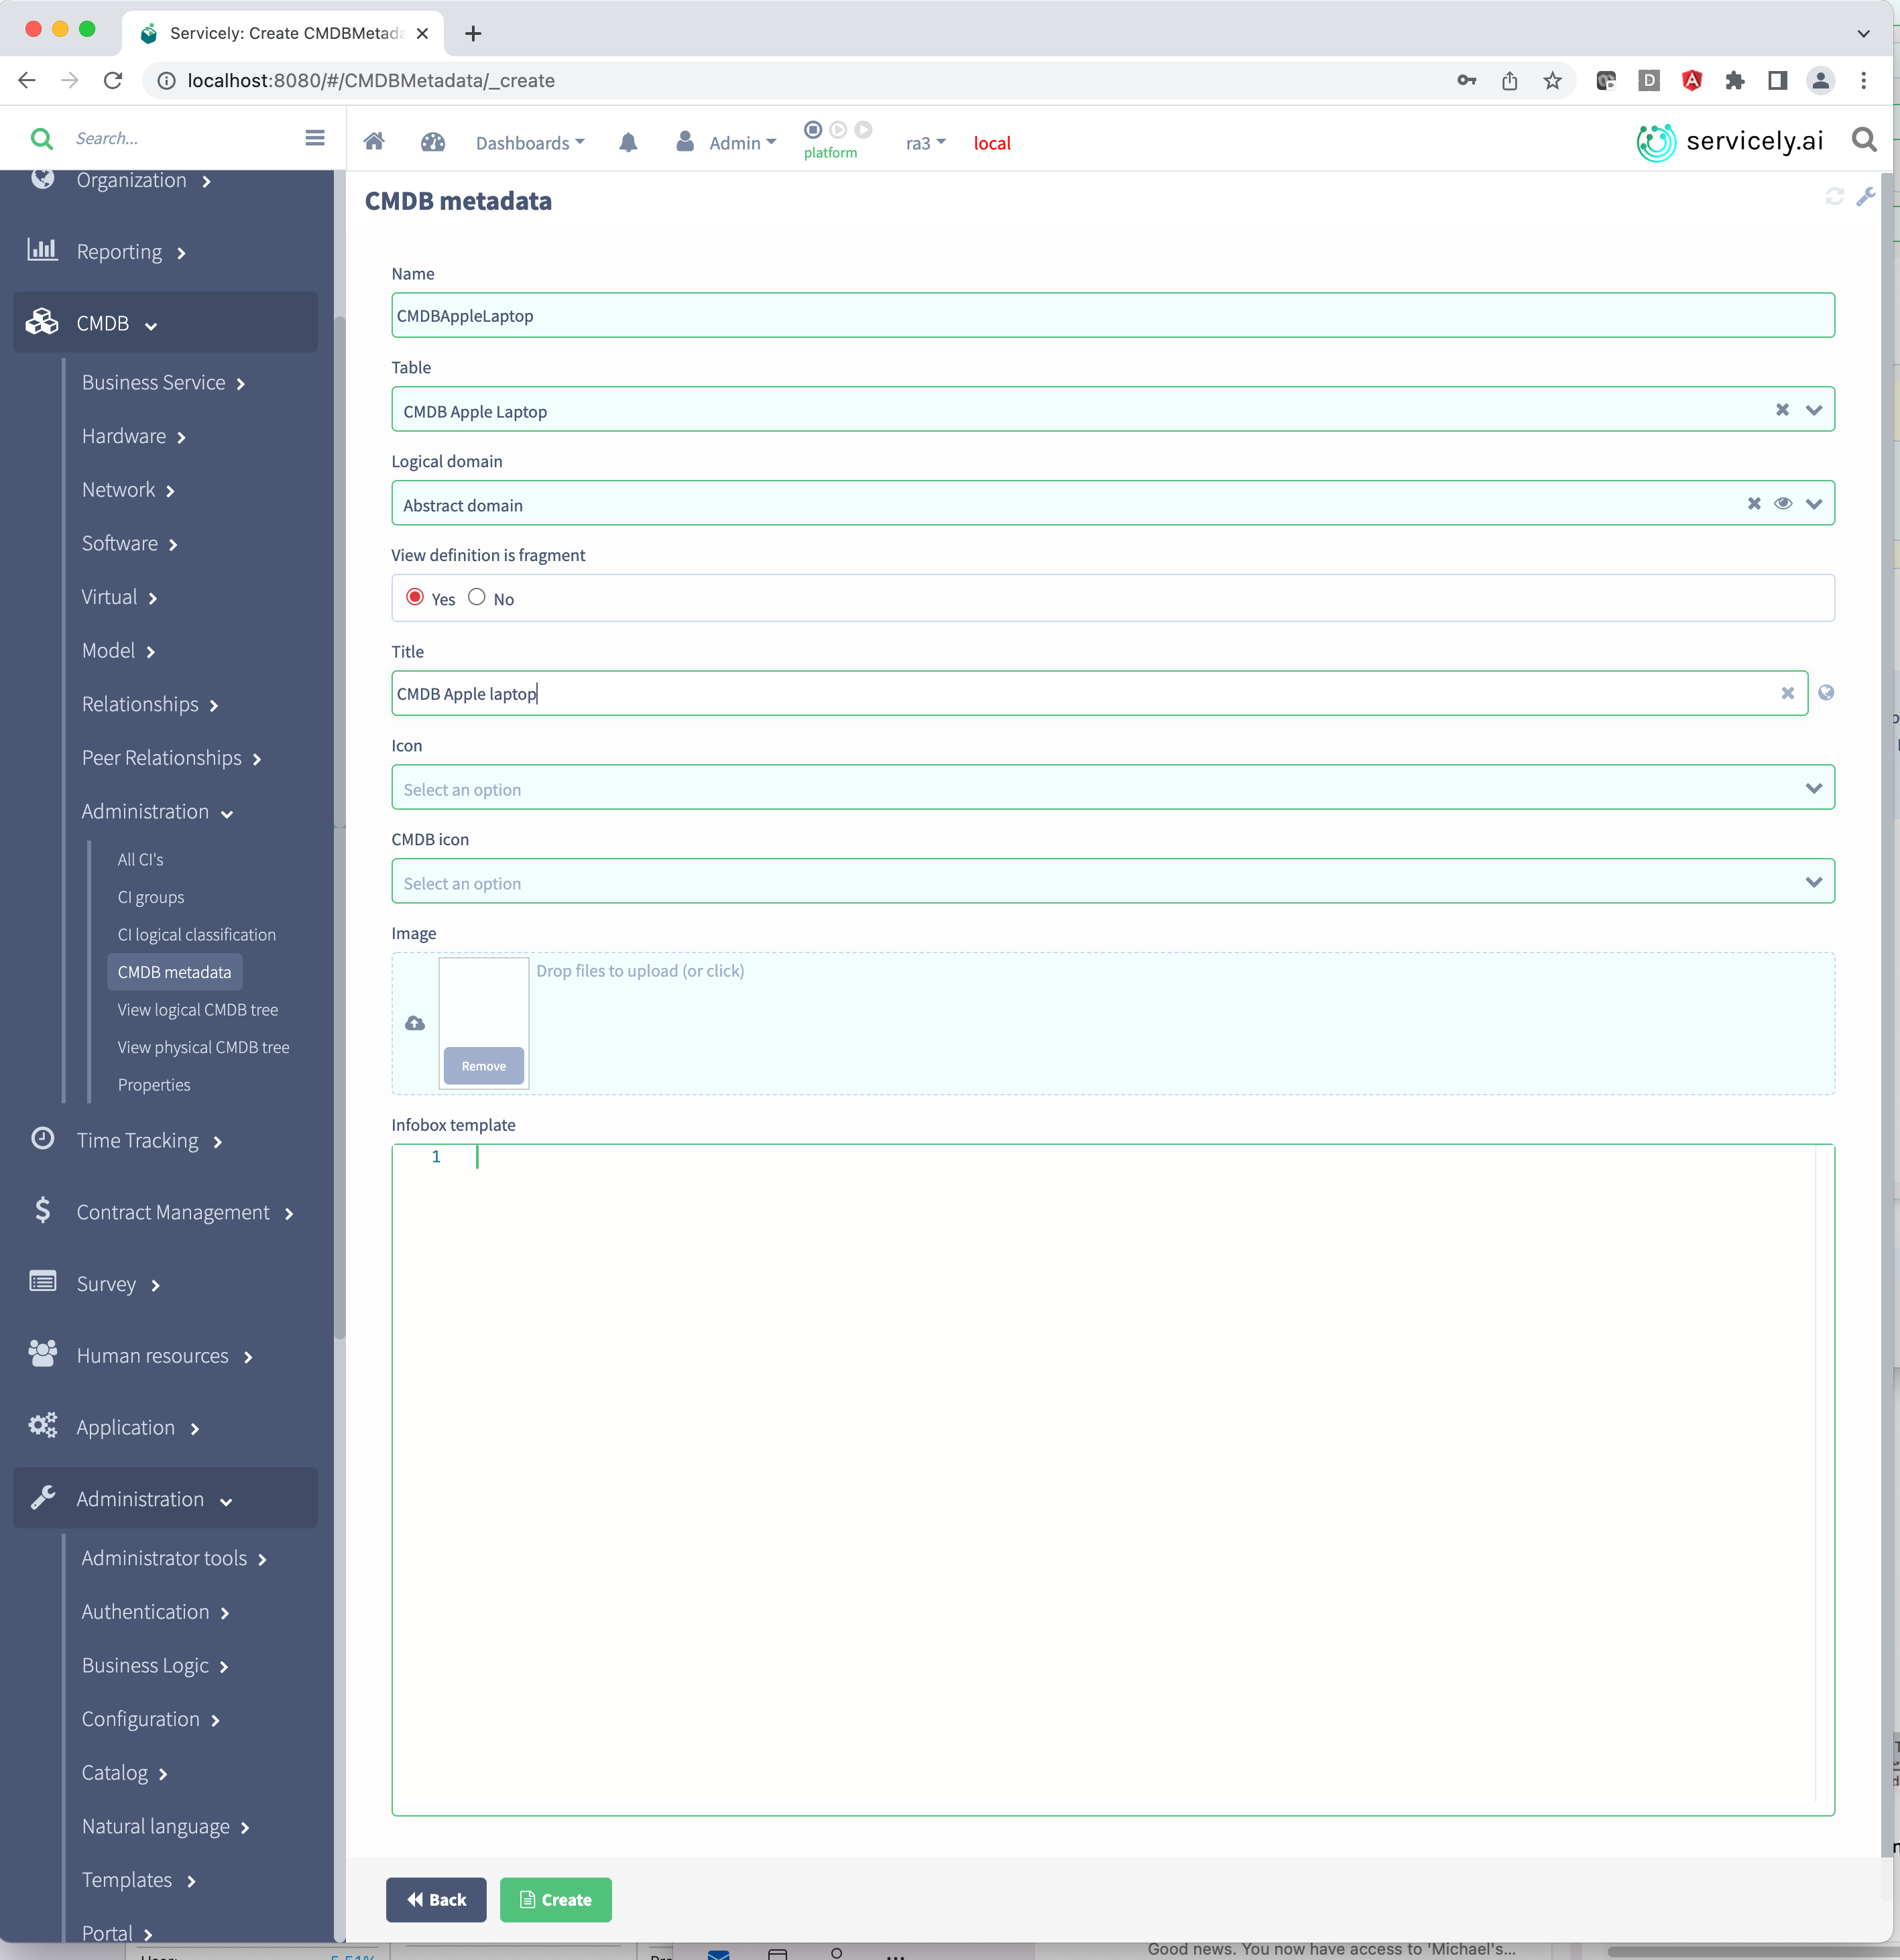 Servicely: Create CMDBMetad
localhost:8080/#/CMDBMetadata/_create
Search...
Dashboards
Admin
platform
ra3
local
servicely.ai
Organization
Reporting
CMDB
Business Service
Hardware
Network
Software
Virtual
Model
Relationships
Peer Relationships
Administration
All CI's
CI groups
CI logical classification
CMDB metadata
View logical CMDB tree
View physical CMDB tree
Properties
Time Tracking
Contract Management
Survey
Human resources
Application
Administration
Administrator tools
Authentication
Business Logic
Configuration
Catalog
Natural language
Templates
Portal
CMDB metadata
Name
CMDBAppleLaptop
Table
CMDB Apple Laptop
Logical domain
Abstract domain
View definition is fragment
Yes No
Title
CMDB Apple laptop
Icon
Select an option
CMDB icon
Select an option
Image
Drop files to upload (or click)
Remove
Infobox template
1
Back Create
Good news. You now have access to 'Michael's...